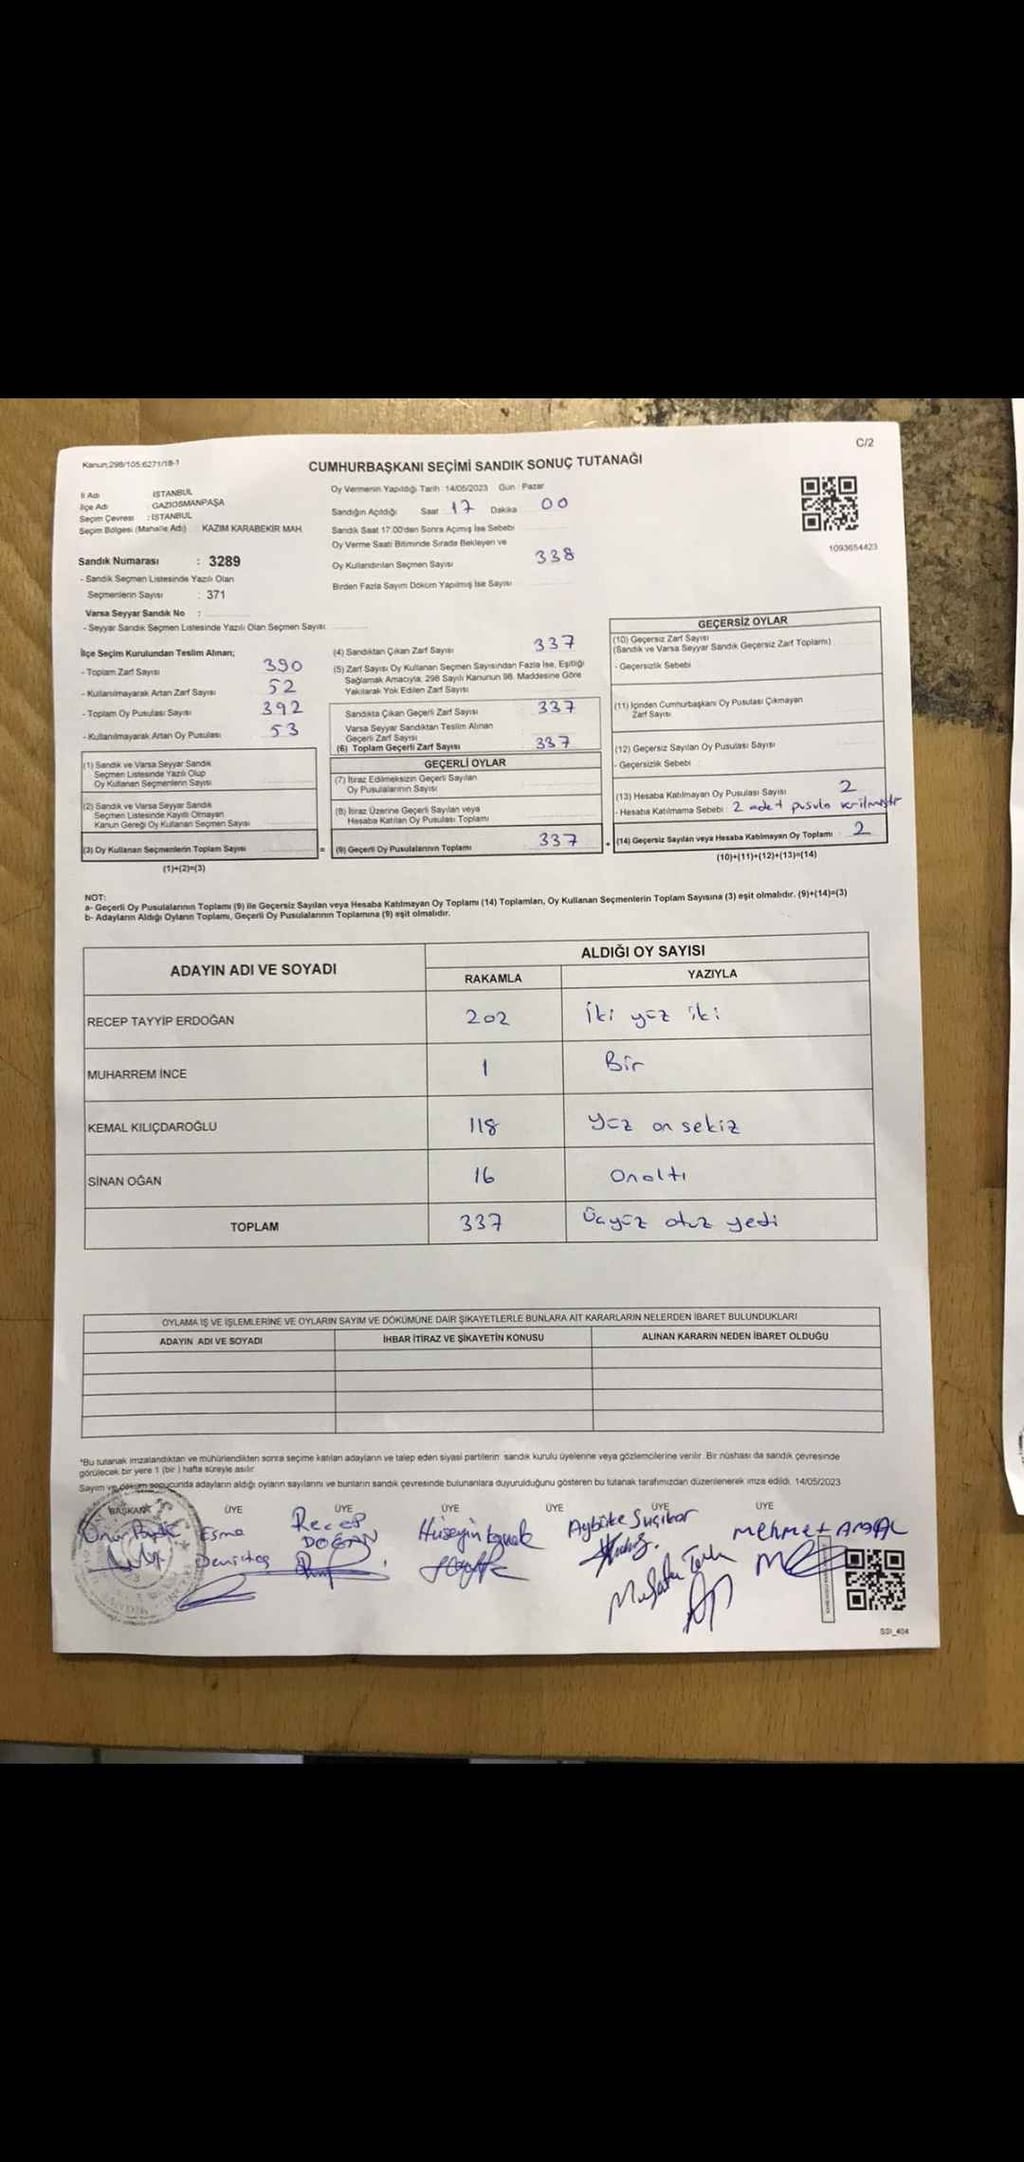 Kanun;298/105;6271/18-1
C/2
CUMHURBAŞKANI SEÇİMİ SANDIK SONUÇ TUTANAĞI
İl Adı İSTANBUL
İlçe Adı GAZİOSMANPAŞA
Seçim Çevresi : İSTANBUL
Seçim Bölgesi (Mahalle Adı) KAZIM KARABEKİR MAH.
Sandık Numarası : 3289
- Sandık Seçmen Listesinde Yazılı Olan
Seçmenlerin Sayısı : 371
Varsa Seyyar Sandık No :
- Seyyar Sandık Seçmen Listesinde Yazılı Olan Seçmen Sayısı
Oy Vermenin Yapıldığı Tarih : 14/05/2023 Gün : Pazar
Sandığın Açıldığı Saat 17 Dakika 00
Sandık Saat 17.00'den Sonra Açılmış İse Sebebi
Oy Verme Saati Bitiminde Sırada Bekleyen ve
Oy Kullandırılan Seçmen Sayısı 338
Birden Fazla Sayım Döküm Yapılmış İse Sayısı
1093654423
İlçe Seçim Kurulundan Teslim Alınan;
- Toplam Zarf Sayısı 390
- Kullanılmayarak Artan Zarf Sayısı 52
- Toplam Oy Pusulası Sayısı 392
- Kullanılmayarak Artan Oy Pusulası 53
(1) Sandık ve Varsa Seyyar Sandık
Seçmen Listesinde Yazılı Olup
Oy Kullanan Seçmenlerin Sayısı
(2) Sandık ve Varsa Seyyar Sandık
Seçmen Listesinde Kayıtlı Olmayan
Kanun Gereği Oy Kullanan Seçmen Sayısı
(3) Oy Kullanan Seçmenlerin Toplam Sayısı
(1)+(2)=(3)
=
(4) Sandıktan Çıkan Zarf Sayısı 337
(5) Zarf Sayısı Oy Kullanan Seçmen Sayısından Fazla İse, Eşitliği
Sağlamak Amacıyla, 298 Sayılı Kanunun 98. Maddesine Göre
Yakılarak Yok Edilen Zarf Sayısı
Sandıkta Çıkan Geçerli Zarf Sayısı 337
Varsa Seyyar Sandıktan Teslim Alınan
Geçerli Zarf Sayısı
(6) Toplam Geçerli Zarf Sayısı 337
GEÇERLİ OYLAR
(7) İtiraz Edilmeksizin Geçerli Sayılan
Oy Pusulalarının Sayısı
(8) İtiraz Üzerine Geçerli Sayılan veya
Hesaba Katılan Oy Pusulası Toplamı
(9) Geçerli Oy Pusulalarının Toplamı 337
+
GEÇERSİZ OYLAR
(10) Geçersiz Zarf Sayısı
(Sandık ve Varsa Seyyar Sandık Geçersiz Zarf Toplamı)
- Geçersizlik Sebebi
(11) İçinden Cumhurbaşkanı Oy Pusulası Çıkmayan
Zarf Sayısı
(12) Geçersiz Sayılan Oy Pusulası Sayısı
- Geçersizlik Sebebi :
(13) Hesaba Katılmayan Oy Pusulası Sayısı 2
- Hesaba Katılmama Sebebi : 2 adet pusula verilmiştir
(14) Geçersiz Sayılan veya Hesaba Katılmayan Oy Toplamı 2
(10)+(11)+(12)+(13)=(14)
NOT:
a- Geçerli Oy Pusulalarının Toplamı (9) ile Geçersiz Sayılan veya Hesaba Katılmayan Oy Toplamı (14) Toplamları, Oy Kullanan Seçmenlerin Toplam Sayısına (3) eşit olmalıdır. (9)+(14)=(3)
b- Adayların Aldığı Oyların Toplamı, Geçerli Oy Pusulalarının Toplamına (9) eşit olmalıdır.
ADAYIN ADI VE SOYADI
ALDIĞI OY SAYISI
RAKAMLA YAZIYLA
RECEP TAYYİP ERDOĞAN 202 İki yüz iki
MUHARREM İNCE 1 Bir
KEMAL KILIÇDAROĞLU 118 yüz on sekiz
SİNAN OĞAN 16 Onaltı
TOPLAM 337 Üçyüz otuz yedi
OYLAMA İŞ VE İŞLEMLERİNE VE OYLARIN SAYIM VE DÖKÜMÜNE DAİR ŞİKAYETLERLE BUNLARA AİT KARARLARIN NELERDEN İBARET BULUNDUKLARI
ADAYIN ADI VE SOYADI İHBAR İTİRAZ VE ŞİKAYETİN KONUSU ALINAN KARARIN NEDEN İBARET OLDUĞU
*Bu tutanak imzalandıktan ve mühürlendikten sonra seçime katılan adayların ve talep eden siyasi partilerin sandık kurulu üyelerine veya gözlemcilerine verilir. Bir nüshası da sandık çevresinde
görülecek bir yere 1 (bir) hafta süreyle asılır
Sayım ve döküm sonucunda adayların aldığı oyların sayılarını ve bunların sandık çevresinde bulunanlara duyurulduğunu gösteren bu tutanak tarafımızdan düzenlenerek imza edildi. 14/05/2023
BAŞKAN ÜYE ÜYE ÜYE ÜYE ÜYE ÜYE
Esma
Recep DOĞAN
Hüseyin
Aybüke
Mehmet
SSI_404